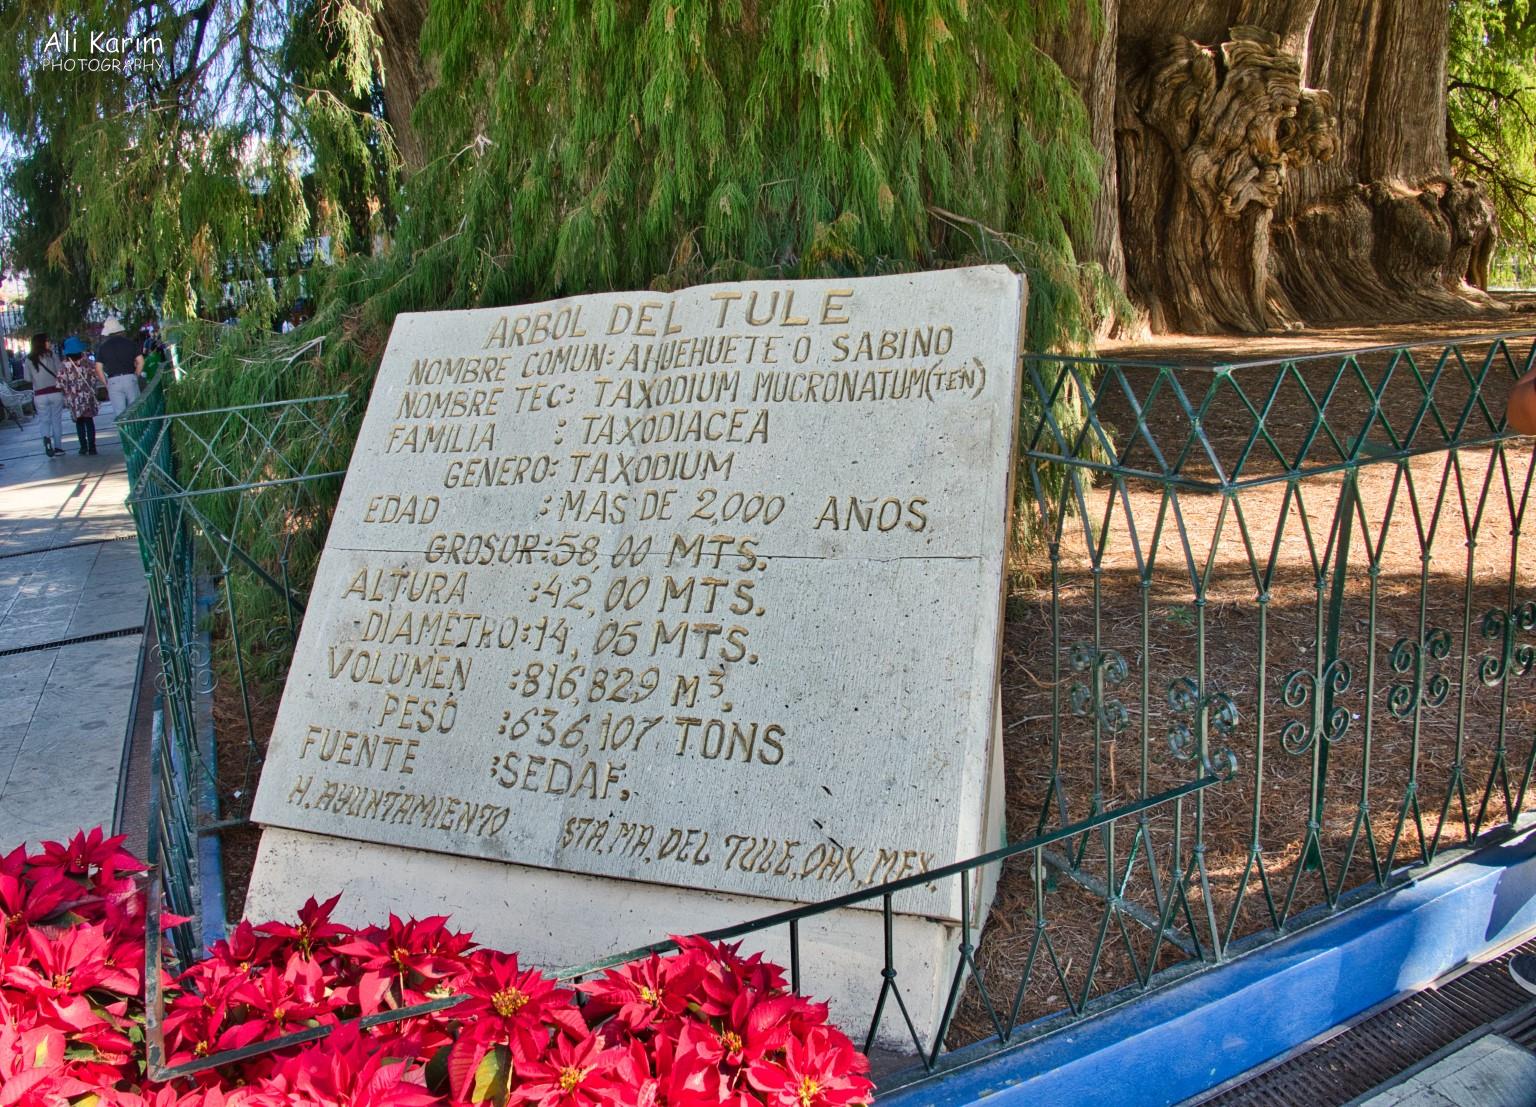 Ali Karim
PHOTOGRAPHY
ARBOL DEL TULE
NOMBRE COMUN: AHUEHUETE O SABINO
NOMBRE TEC: TAXODIUM MUCRONATUM(TEN)
FAMILIA : TAXODIACEA
GENERO: TAXODIUM
EDAD : MAS DE 2,000 AÑOS.
GROSOR:58,00 MTS.
ALTURA :42,00 MTS.
DIAMETRO:14,05 MTS.
VOLUMEN :816,829 M³,
PESO :636,107 TONS
FUENTE :SEDAF,
H. AYUNTAMIENTO STA. MA. DEL TULE, OAX, MEX.